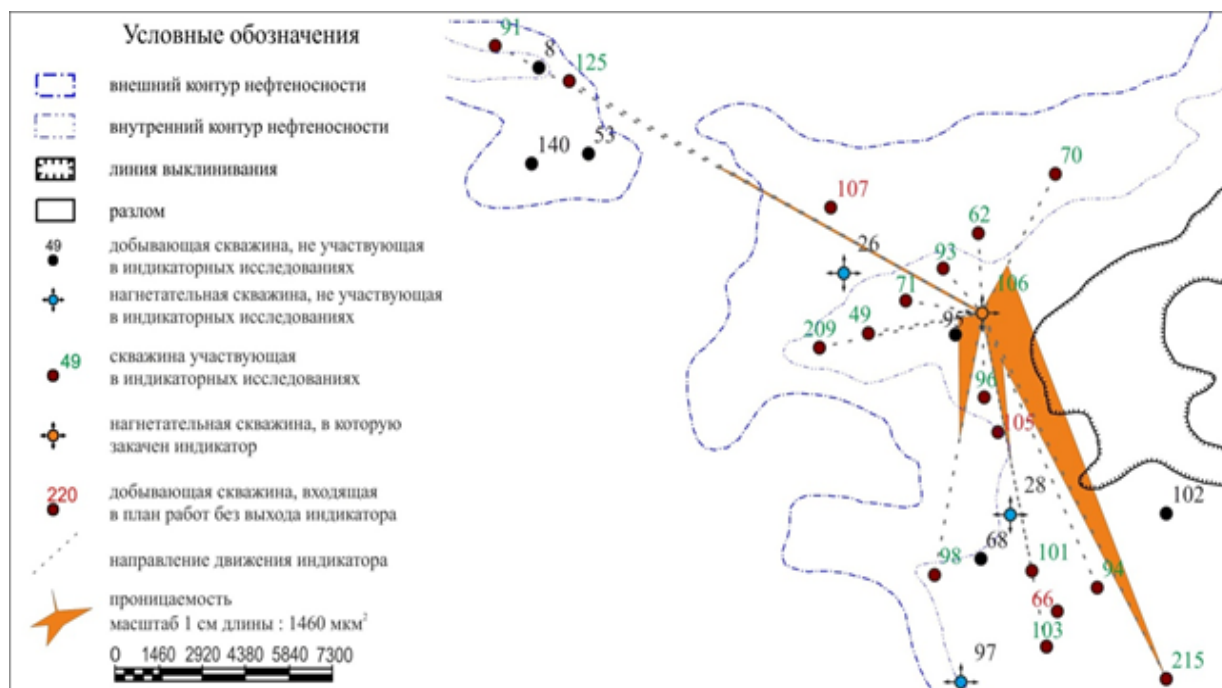 Условные обозначения
внешний контур нефтеносности
внутренний контур нефтеносности
линия выклинивания
разлом
49
добывающая скважина, не участвующая
в индикаторных исследованиях
нагнетательная скважина, не участвующая
в индикаторных исследованиях
49
скважина участвующая
в индикаторных исследованиях
нагнетательная скважина, в которую
закачен индикатор
220
добывающая скважина, входящая
в план работ без выхода индикатора
направление движения индикатора
проницаемость
масштаб 1 см длины : 1460 мкм²
0 1460 2920 4380 5840 7300
91
8
125
53
140
70
107
62
26
93
106
71
95
49
209
96
105
28
102
68
98
101
94
66
103
97
215